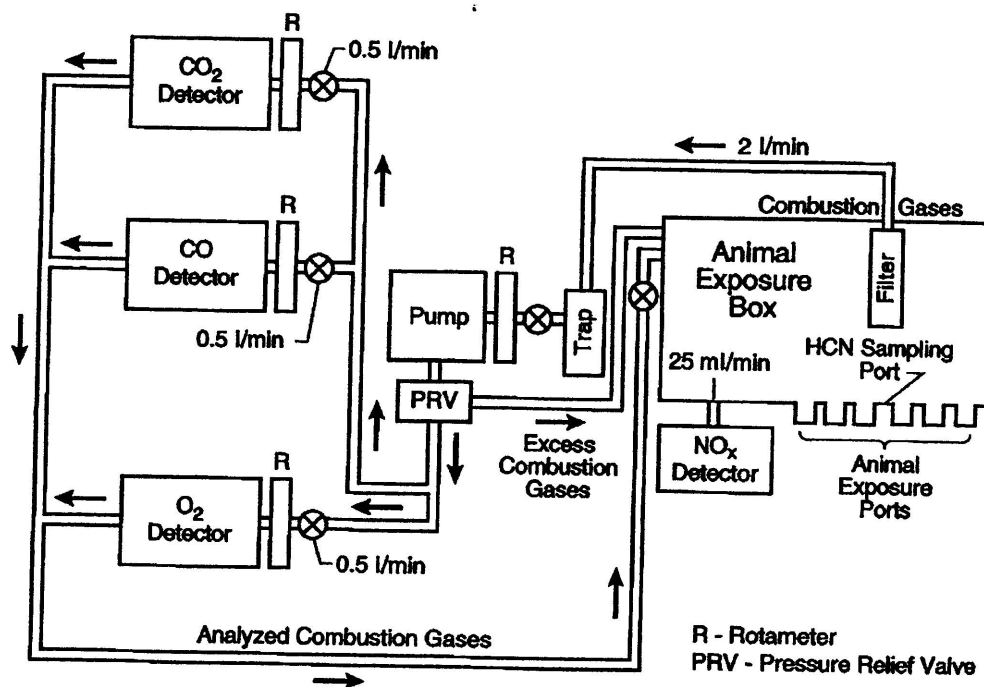 R
0.5 l/min
CO2
Detector
2 l/min
R
Combustion Gases
CO
Detector
R
Animal
Exposure
Box
Filter
Pump
Trap
0.5 l/min
HCN Sampling
Port
25 ml/min
PRV
Excess
Combustion
Gases
NOx
Detector
R
Animal
Exposure
Ports
O2
Detector
0.5 l/min
Analyzed Combustion Gases
R - Rotameter
PRV - Pressure Relief Valve